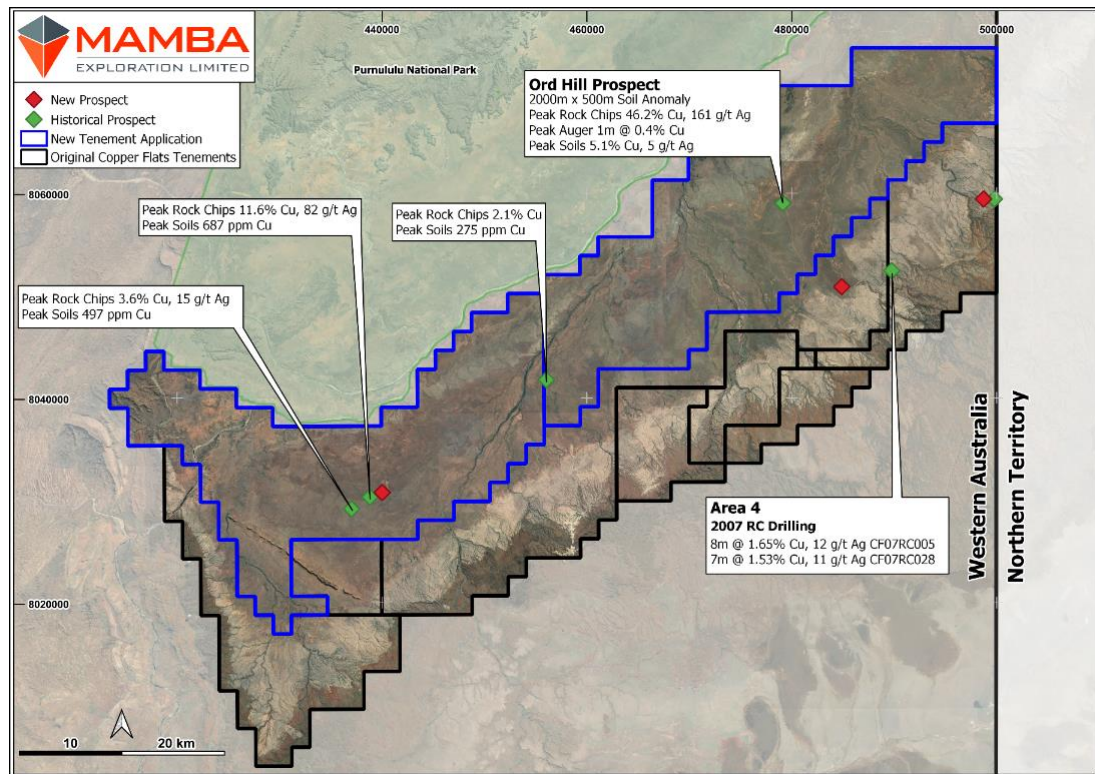 MAMBA
EXPLORATION LIMITED
New Prospect
Historical Prospect
New Tenement Application
Original Copper Flats Tenements
440000
460000
480000
500000
Purnululu National Park
Ord Hill Prospect
2000m x 500m Soil Anomaly
Peak Rock Chips 46.2% Cu, 161 g/t Ag
Peak Auger 1m @ 0.4% Cu
Peak Soils 5.1% Cu, 5 g/t Ag
8060000
Peak Rock Chips 11.6% Cu, 82 g/t Ag
Peak Soils 687 ppm Cu
Peak Rock Chips 2.1% Cu
Peak Soils 275 ppm Cu
Peak Rock Chips 3.6% Cu, 15 g/t Ag
Peak Soils 497 ppm Cu
8040000
Area 4
2007 RC Drilling
8m @ 1.65% Cu, 12 g/t Ag CF07RC005
7m @ 1.53% Cu, 11 g/t Ag CF07RC028
Western Australia
Northern Territory
8020000
10
20 km